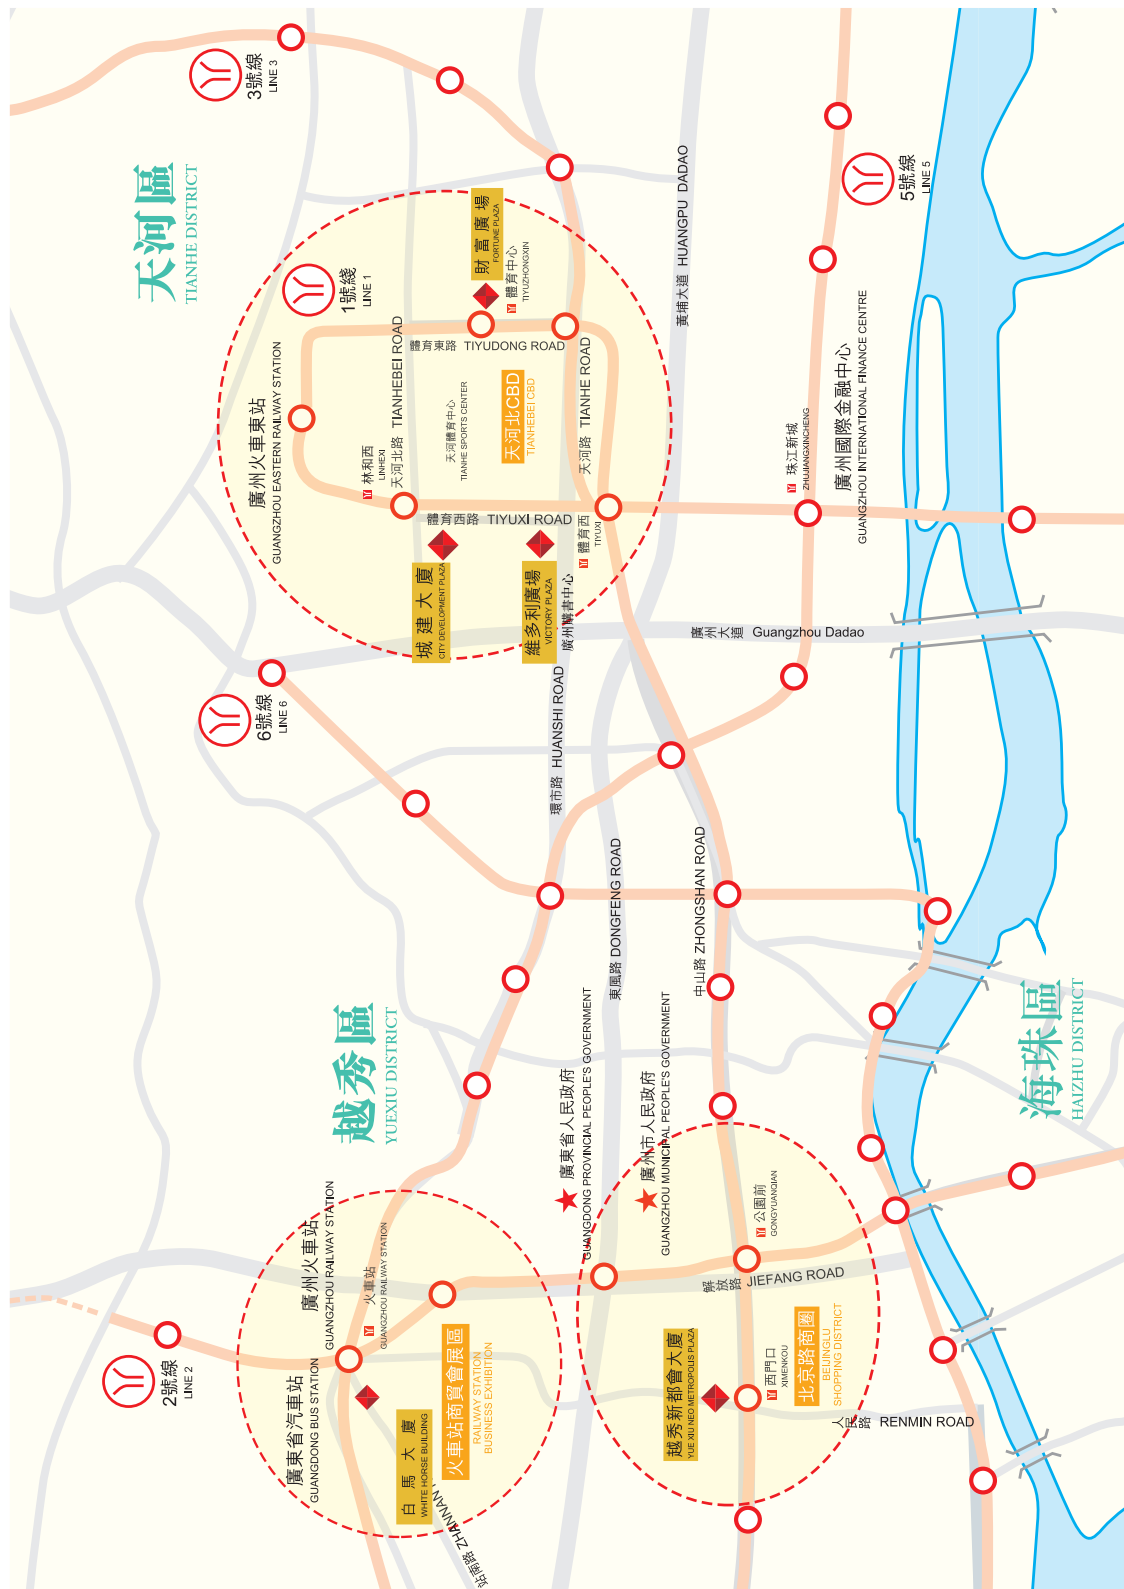 越秀區
YUEXIU DISTRICT
天河區
TIANHE DISTRICT
海珠區
HAIZHU DISTRICT
2號線
LINE 2
6號線
LINE 6
1號綫
LINE 1
3號線
LINE 3
5號線
LINE 5
廣東省汽車站
GUANGDONG BUS STATION
廣州火車站
GUANGZHOU RAILWAY STATION
火車站
GUANGZHOU RAILWAY STATION
白馬大廈
WHITE HORSE BUILDING
火車站商貿會展區
RAILWAY STATION
BUSINESS EXHIBITION
站南路 ZHANNAN
廣東省人民政府
GUANGDONG PROVINCIAL PEOPLE'S GOVERNMENT
廣州市人民政府
GUANGZHOU MUNICIPAL PEOPLE'S GOVERNMENT
越秀新都會大廈
YUE XIU NEO METROPOLIS PLAZA
西門口
XIMENKOU
公園前
GONGYUANQIAN
北京路商圈
BEIJINGLU
SHOPPING DISTRICT
解放路 JIEFANG ROAD
人民路 RENMIN ROAD
環市路 HUANSHI ROAD
東風路 DONGFENG ROAD
中山路 ZHONGSHAN ROAD
廣州火車東站
GUANGZHOU EASTERN RAILWAY STATION
林和西
LINHEXI
天河北路 TIANHEBEI ROAD
體育東路 TIYUDONG ROAD
天河體育中心
TIANHE SPORTS CENTER
財富廣場
FORTUNE PLAZA
體育中心
TIYUZHONGXIN
天河北CBD
TIANHEBEI CBD
體育西路 TIYUXI ROAD
城建大廈
CITY DEVELOPMENT PLAZA
維多利廣場
VICTORY PLAZA
廣州購書中心
體育西
TIYUXI
天河路 TIANHE ROAD
黃埔大道 HUANGPU DADAO
廣州大道 Guangzhou Dadao
珠江新城
ZHUJIANGXINCHENG
廣州國際金融中心
GUANGZHOU INTERNATIONAL FINANCE CENTRE